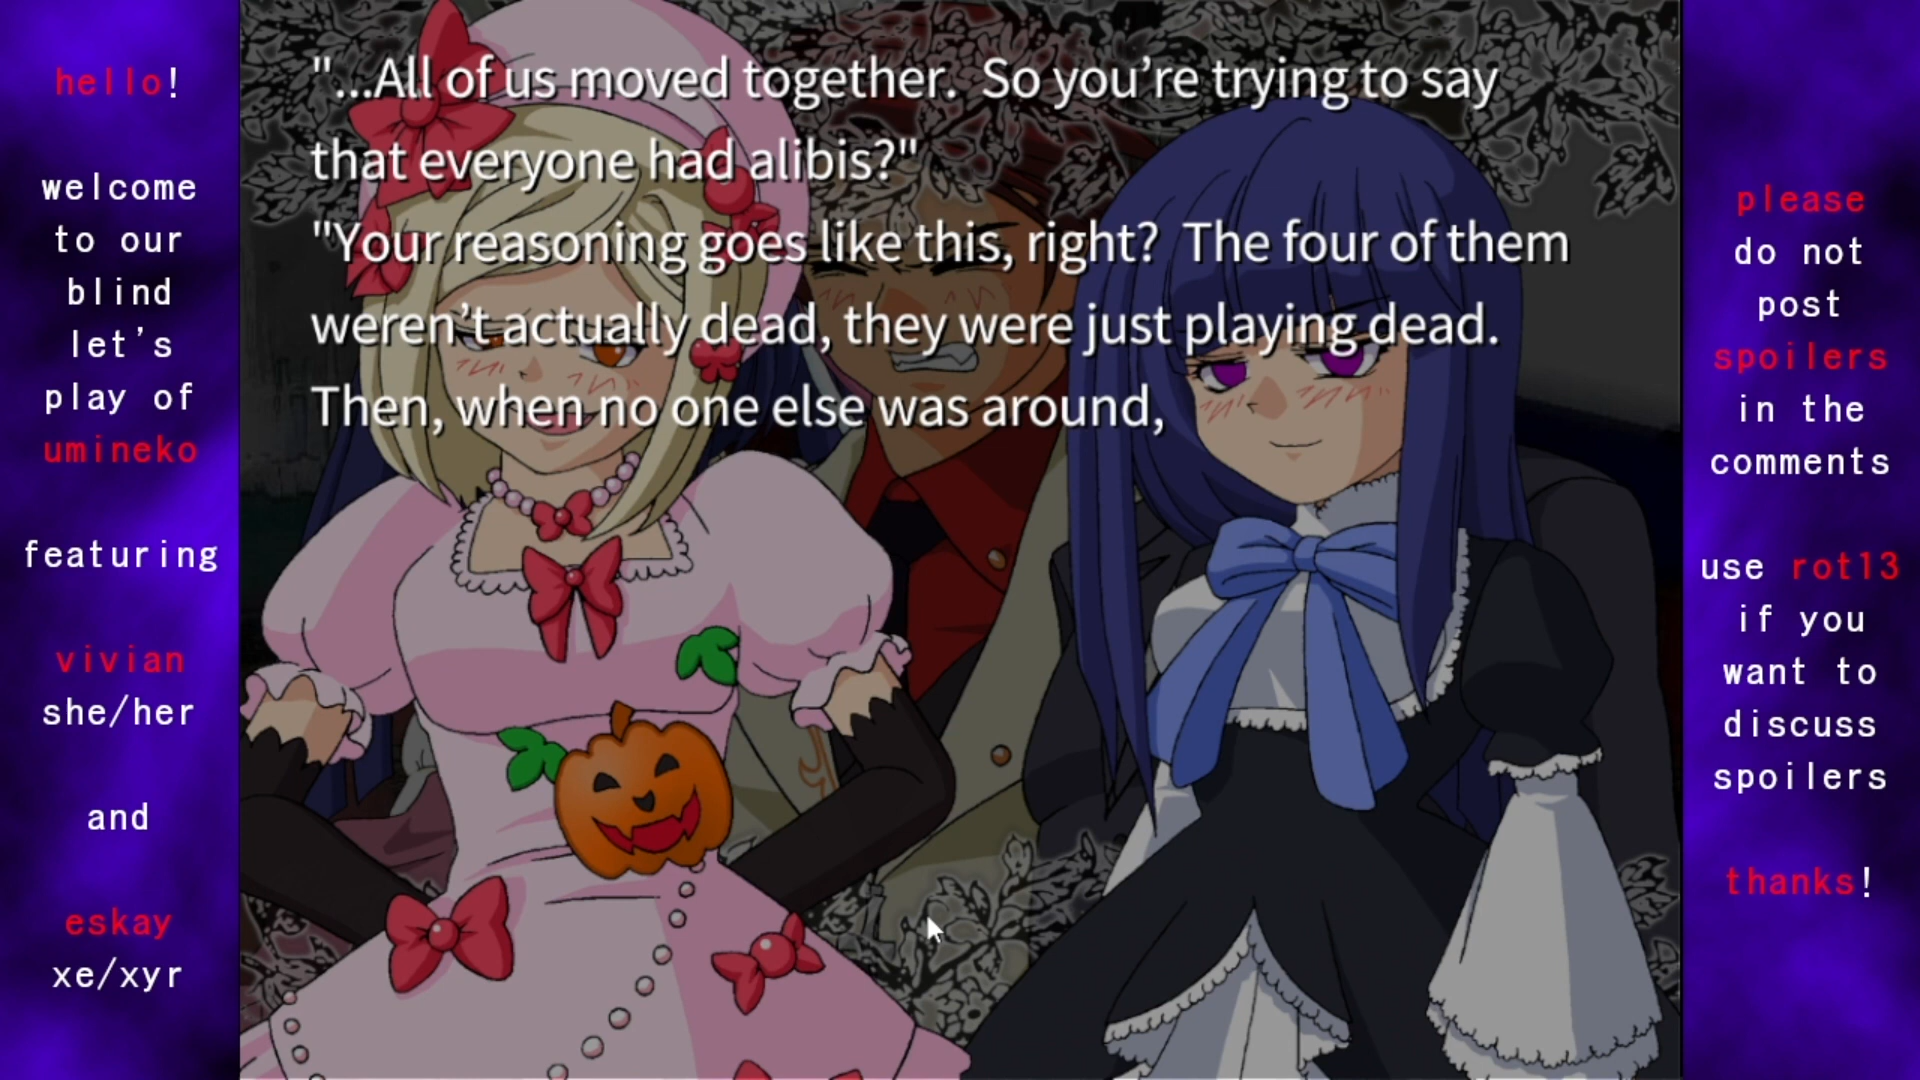 hello!
welcome
to our
blind
let's
play of
umineko
featuring
vivian
she/her
and
eskay
xe/xyr
"...All of us moved together.  So you're trying to say
that everyone had alibis?"
"Your reasoning goes like this, right?  The four of them
weren't actually dead, they were just playing dead.
Then, when no one else was around,
please
do not
post
spoilers
in the
comments
use rot13
if you
want to
discuss
spoilers
thanks!